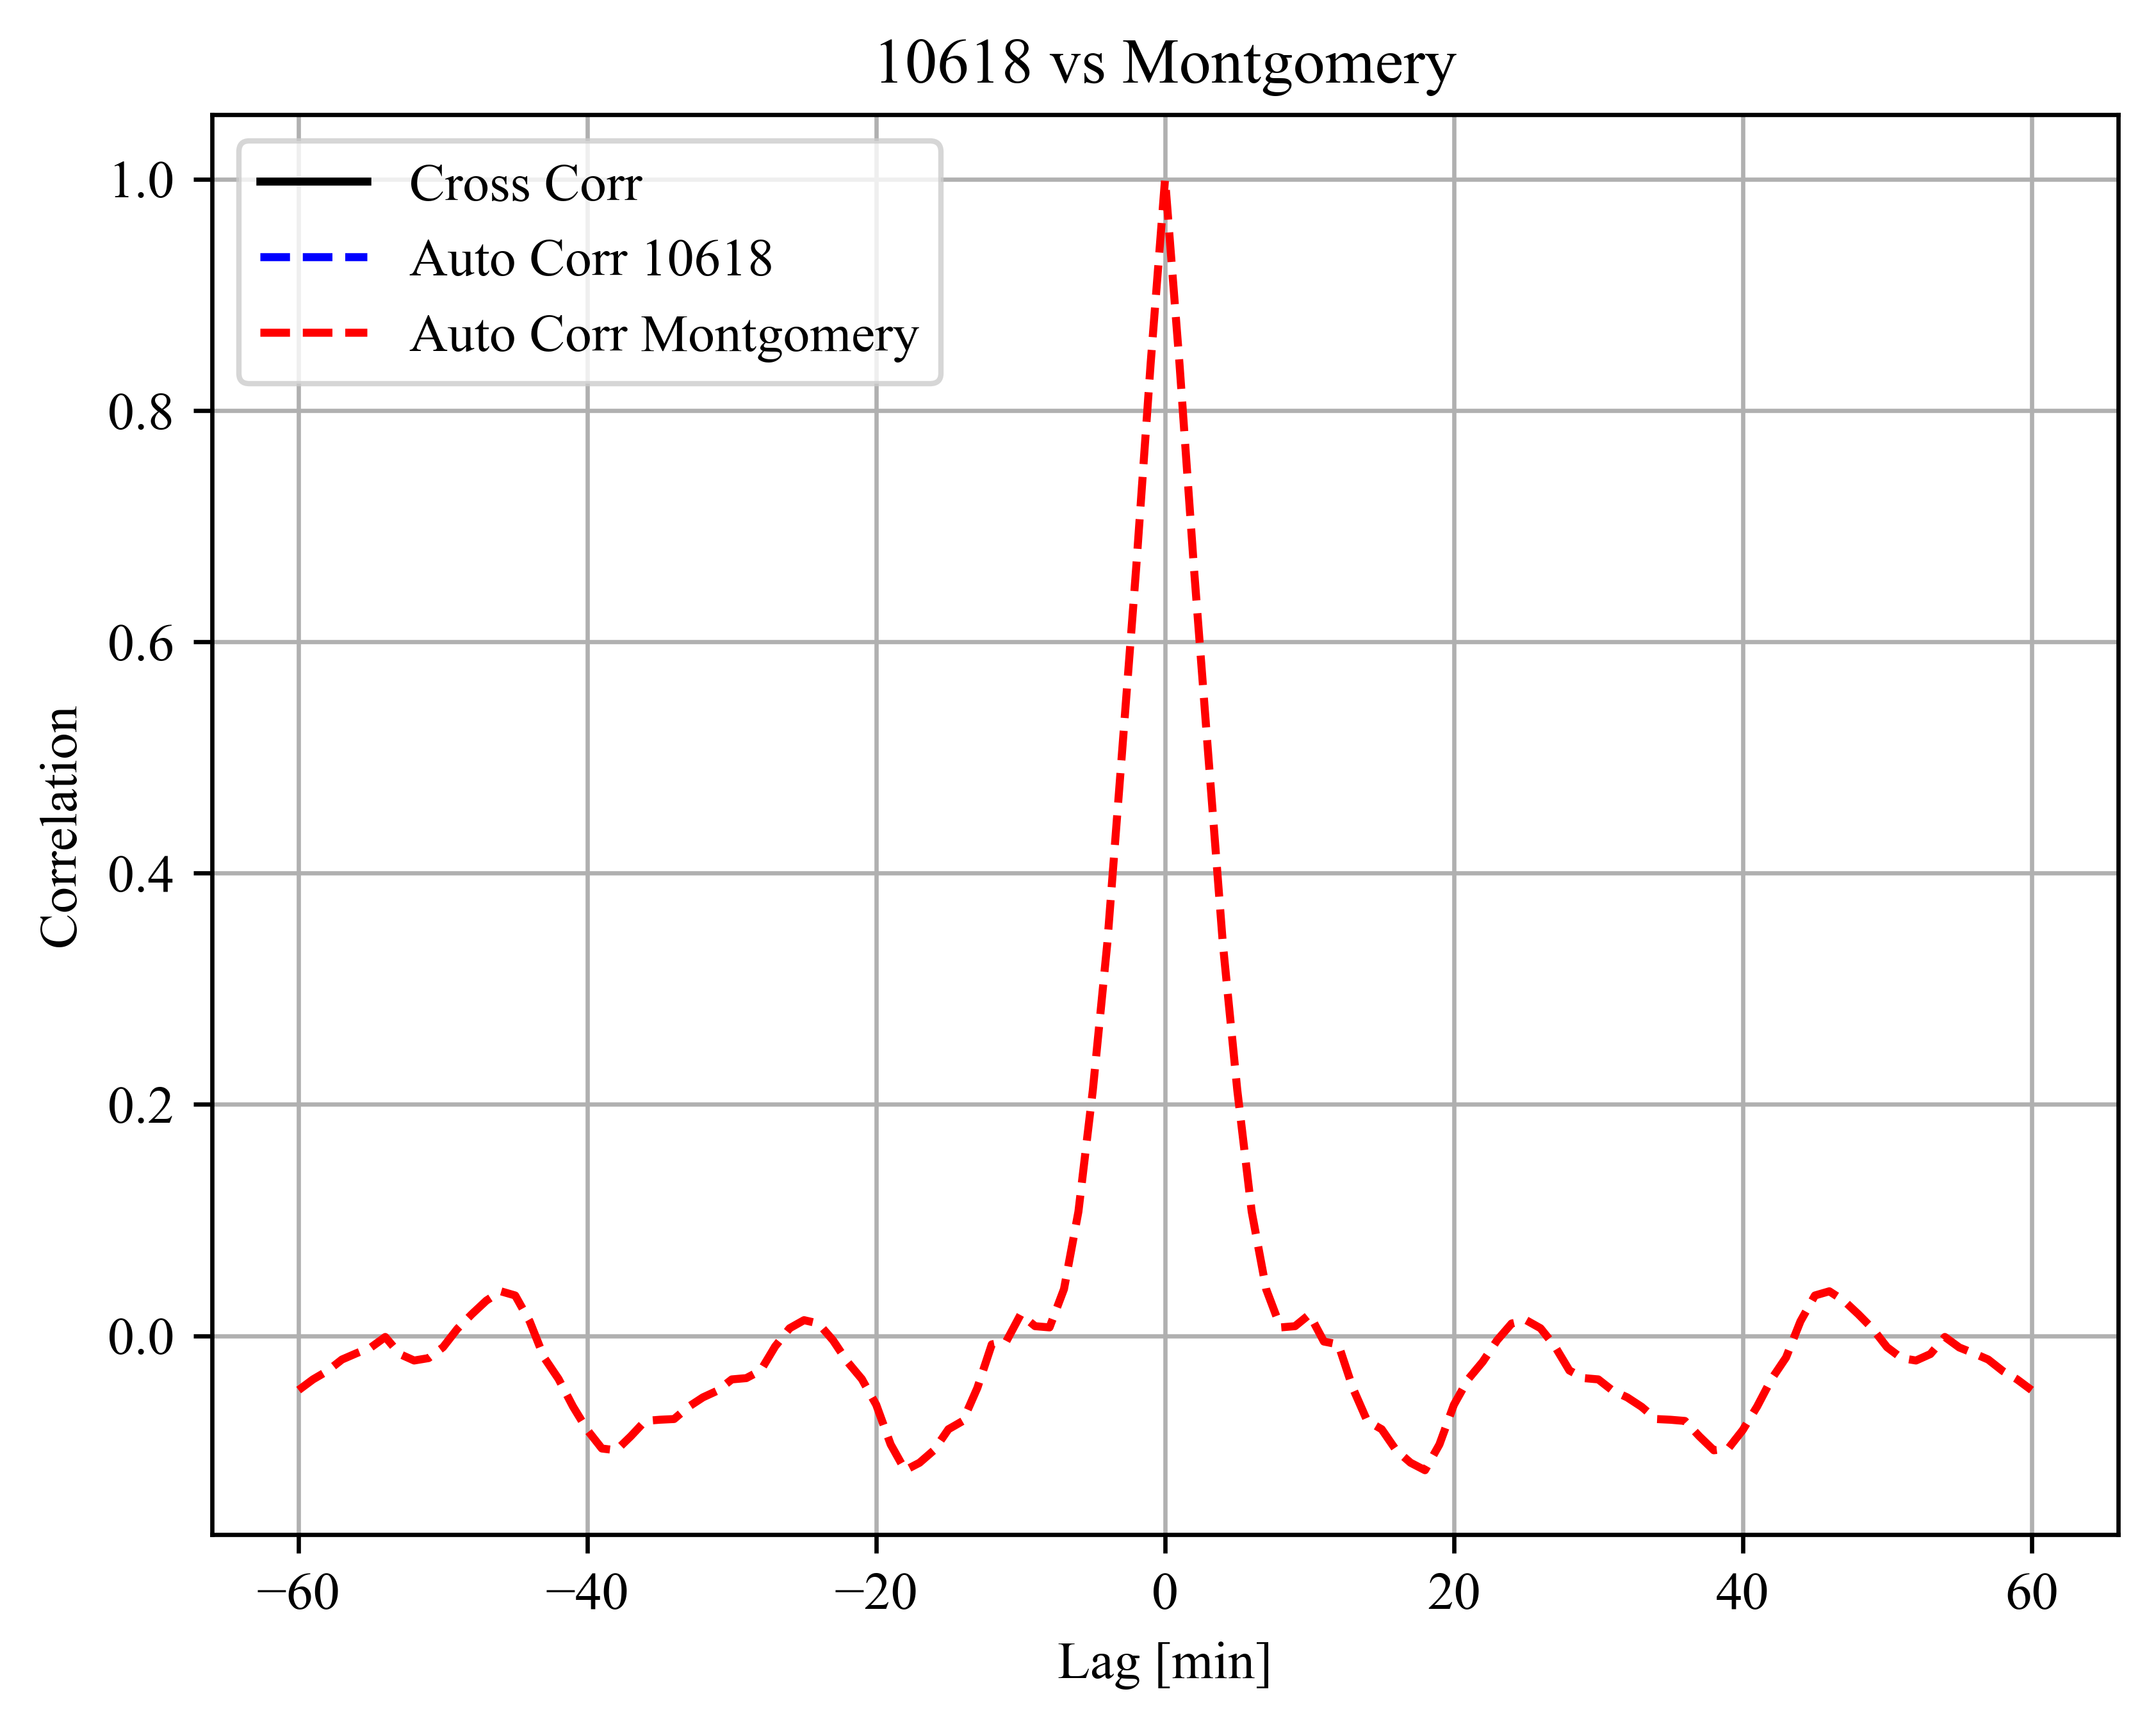 10618 vs Montgomery
Cross Corr
Auto Corr 10618
Auto Corr Montgomery
1.0
0.8
0.6
0.4
0.2
0.0
Correlation
−60 −40 −20 0 20 40 60
Lag [min]